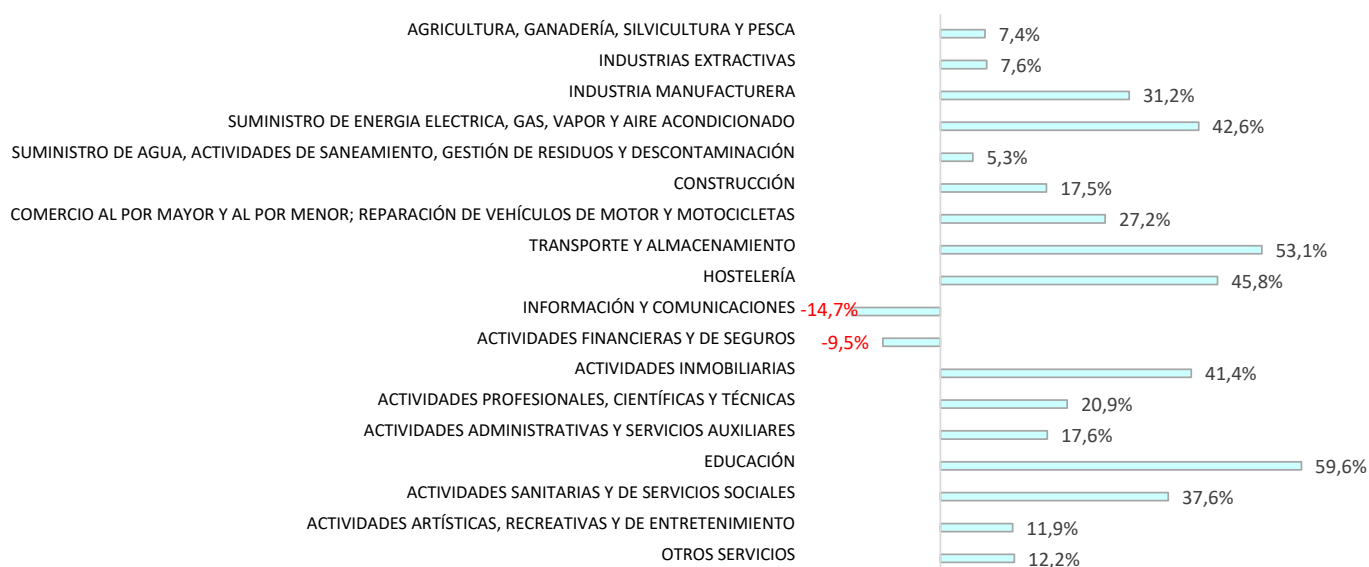 AGRICULTURA, GANADERÍA, SILVICULTURA Y PESCA 7,4%
INDUSTRIAS EXTRACTIVAS 7,6%
INDUSTRIA MANUFACTURERA 31,2%
SUMINISTRO DE ENERGIA ELECTRICA, GAS, VAPOR Y AIRE ACONDICIONADO 42,6%
SUMINISTRO DE AGUA, ACTIVIDADES DE SANEAMIENTO, GESTIÓN DE RESIDUOS Y DESCONTAMINACIÓN 5,3%
CONSTRUCCIÓN 17,5%
COMERCIO AL POR MAYOR Y AL POR MENOR; REPARACIÓN DE VEHÍCULOS DE MOTOR Y MOTOCICLETAS 27,2%
TRANSPORTE Y ALMACENAMIENTO 53,1%
HOSTELERÍA 45,8%
INFORMACIÓN Y COMUNICACIONES -14,7%
ACTIVIDADES FINANCIERAS Y DE SEGUROS -9,5%
ACTIVIDADES INMOBILIARIAS 41,4%
ACTIVIDADES PROFESIONALES, CIENTÍFICAS Y TÉCNICAS 20,9%
ACTIVIDADES ADMINISTRATIVAS Y SERVICIOS AUXILIARES 17,6%
EDUCACIÓN 59,6%
ACTIVIDADES SANITARIAS Y DE SERVICIOS SOCIALES 37,6%
ACTIVIDADES ARTÍSTICAS, RECREATIVAS Y DE ENTRETENIMIENTO 11,9%
OTROS SERVICIOS 12,2%